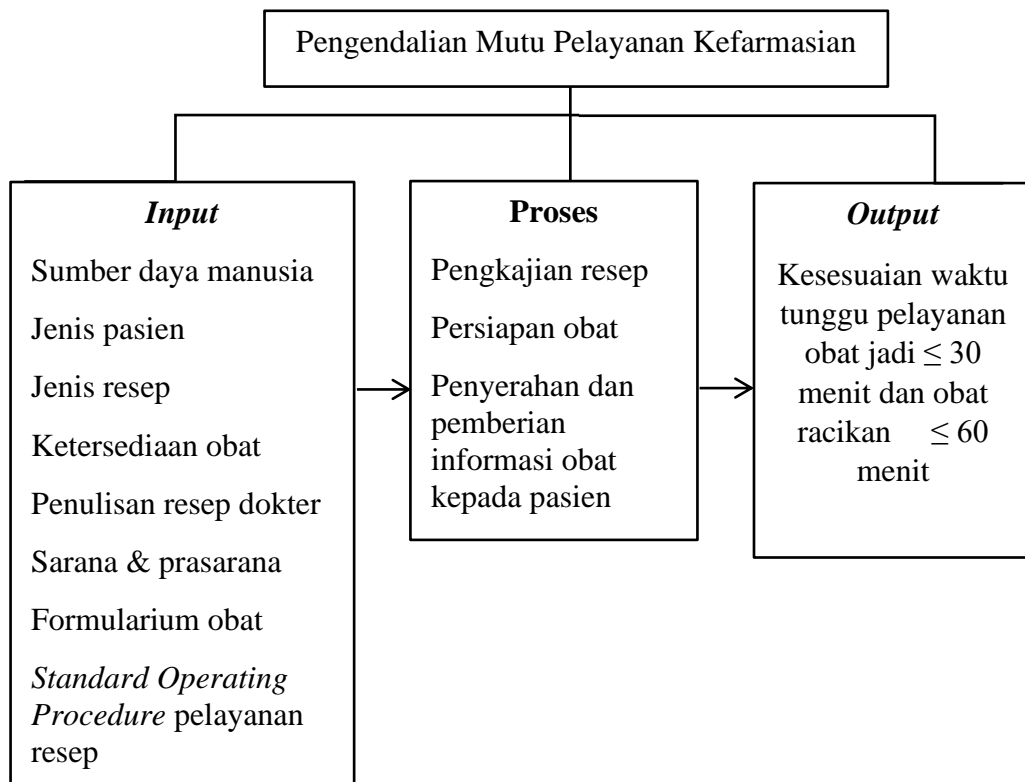 Pengendalian Mutu Pelayanan Kefarmasian
Input
Sumber daya manusia
Jenis pasien
Jenis resep
Ketersediaan obat
Penulisan resep dokter
Sarana & prasarana
Formularium obat
Standard Operating
Procedure pelayanan
resep
Proses
Pengkajian resep
Persiapan obat
Penyerahan dan
pemberian
informasi obat
kepada pasien
Output
Kesesuaian waktu
tunggu pelayanan
obat jadi ≤ 30
menit dan obat
racikan ≤ 60
menit